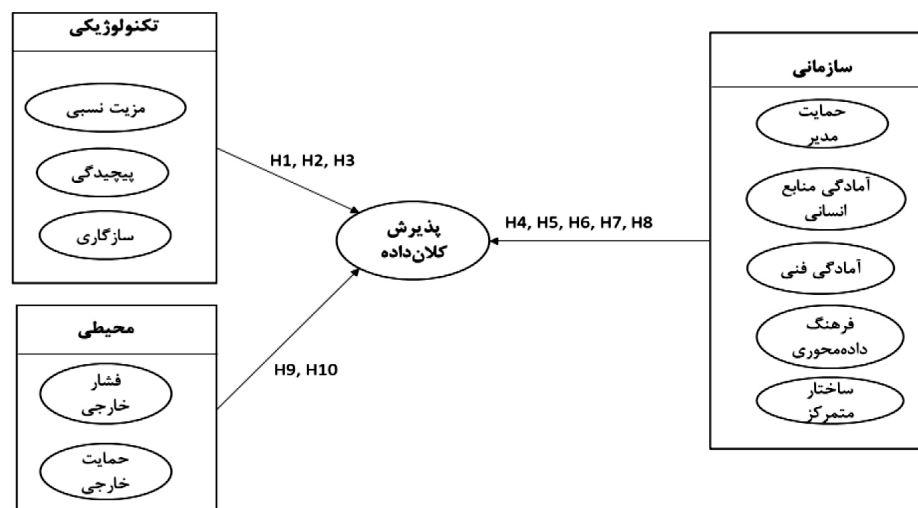 تکنولوژیکی
مزیت نسبی
پیچیدگی
سازگاری
محیطی
فشار
خارجی
حمایت
خارجی
H1, H2, H3
H9, H10
پذیرش
کلان‌داده
H4, H5, H6, H7, H8
سازمانی
حمایت
مدیر
آمادگی منابع
انسانی
آمادگی فنی
فرهنگ
داده‌محوری
ساختار
متمرکز